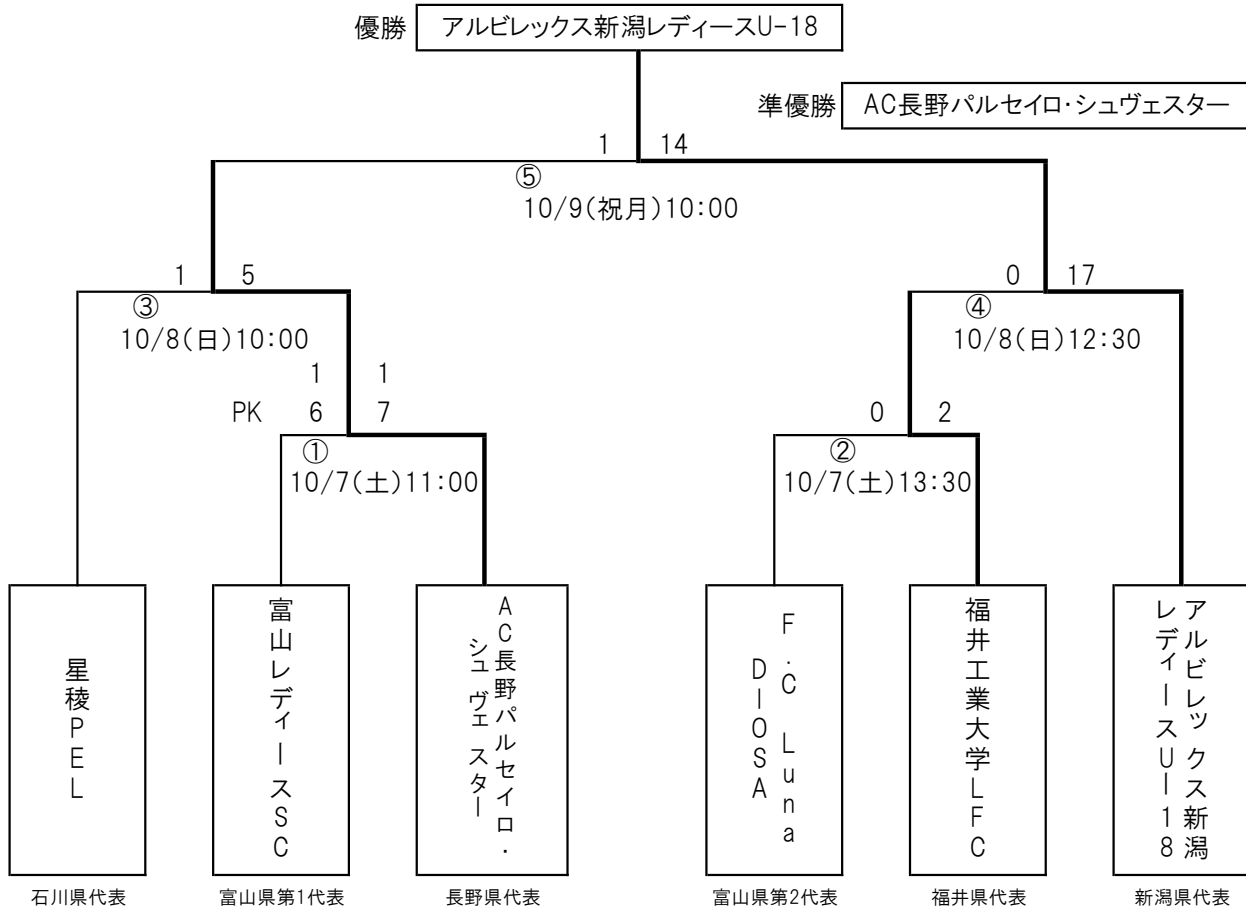 優勝 アルビレックス新潟レディースU-18
準優勝 AC長野パルセイロ・シュヴェスター
1 14
⑤
10/9(祝月)10:00
1 5
0 17
③
④
10/8(日)10:00
10/8(日)12:30
1 1
PK 6 7
0 2
①
②
10/7(土)11:00
10/7(土)13:30
星稜PEL
富山レディースSC
AC長野パルセイロ・
シュヴェスター
F.C Luna
DIOSA
福井工業大学LFC
アルビレックス新潟
レディースU-18
石川県代表
富山県第1代表
長野県代表
富山県第2代表
福井県代表
新潟県代表